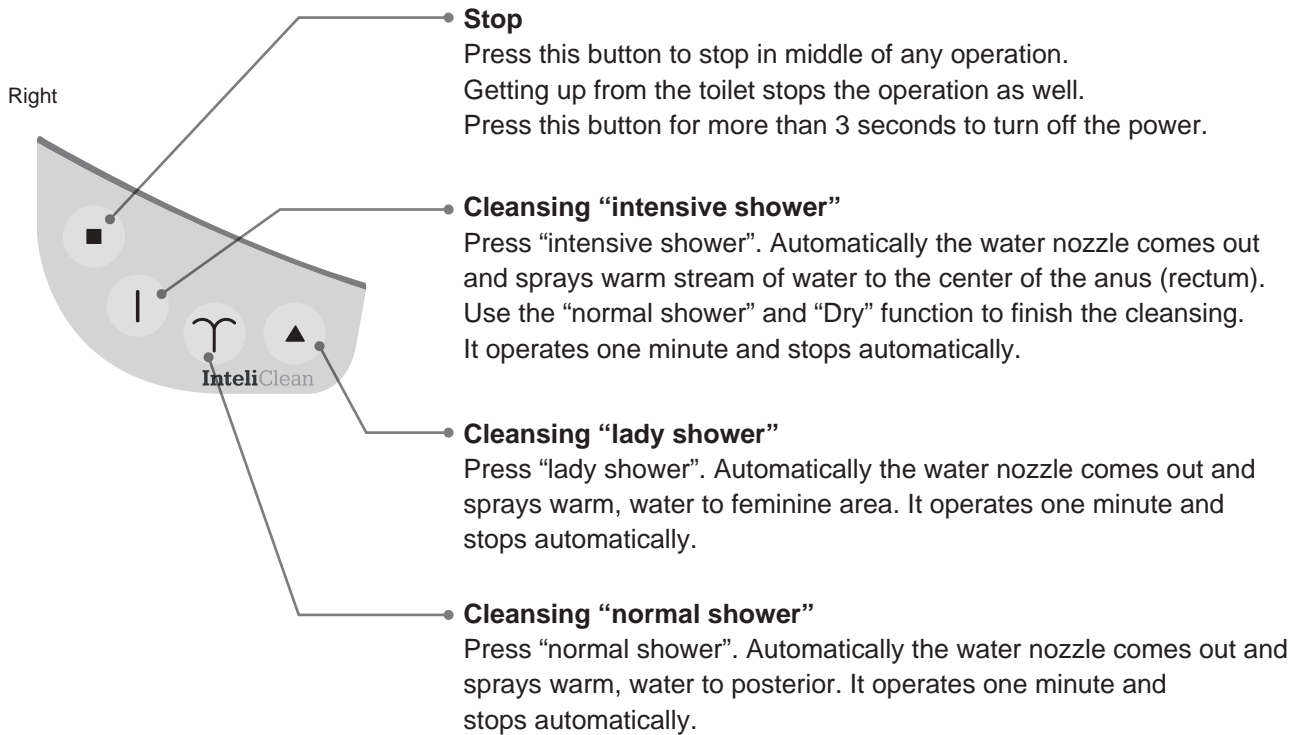 Stop
Press this button to stop in middle of any operation.
Getting up from the toilet stops the operation as well.
Press this button for more than 3 seconds to turn off the power.
Right
Cleansing “intensive shower”
Press “intensive shower”. Automatically the water nozzle comes out
and sprays warm stream of water to the center of the anus (rectum).
Use the “normal shower” and “Dry” function to finish the cleansing.
It operates one minute and stops automatically.
InteliClean
Cleansing “lady shower”
Press “lady shower”. Automatically the water nozzle comes out and
sprays warm, water to feminine area. It operates one minute and
stops automatically.
Cleansing “normal shower”
Press “normal shower”. Automatically the water nozzle comes out and
sprays warm, water to posterior. It operates one minute and
stops automatically.